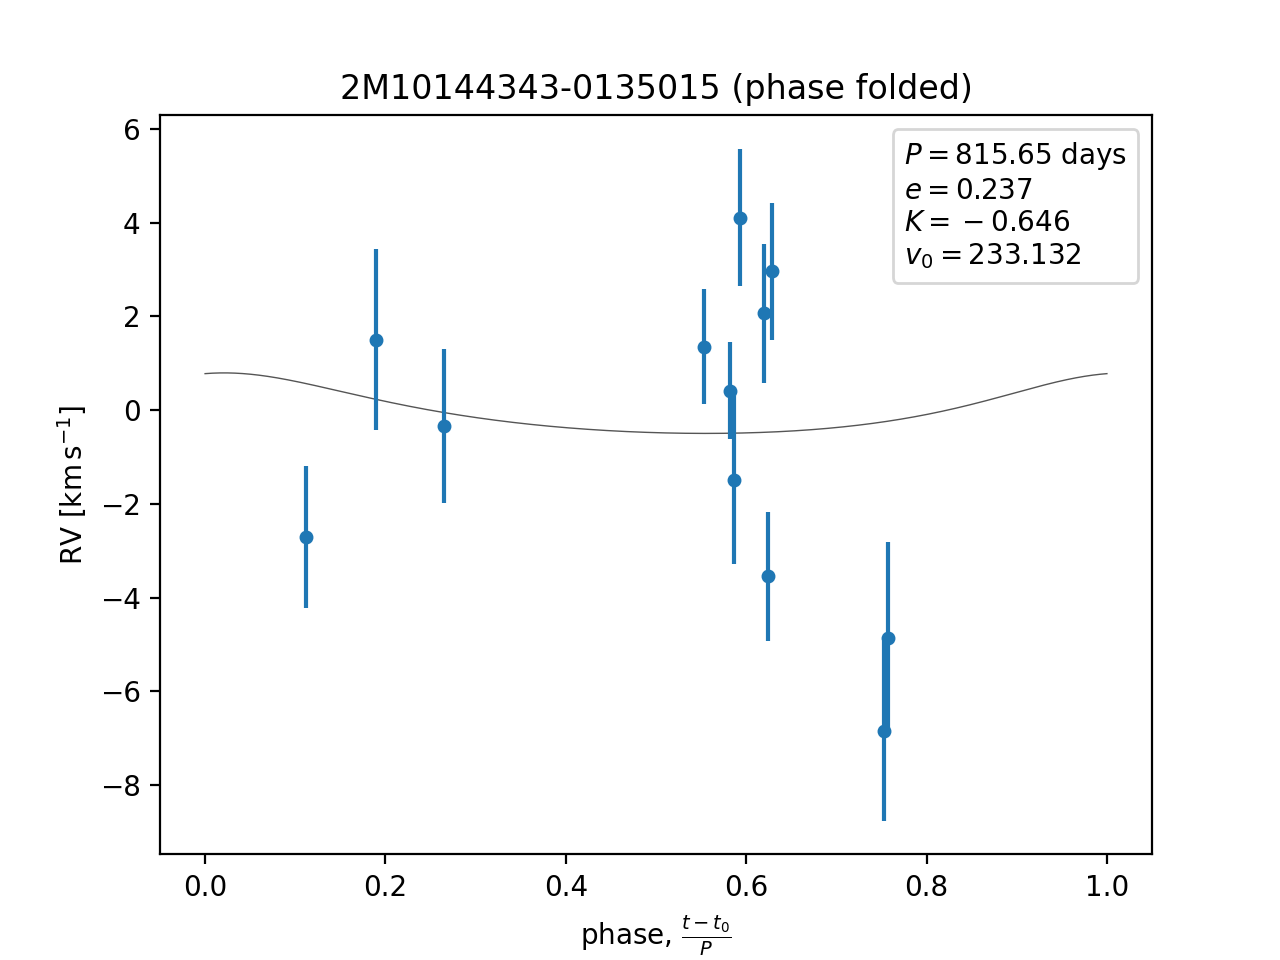 2M10144343-0135015 (phase folded)
P = 815.65 days
e = 0.237
K = −0.646
v₀ = 233.132
6
4
2
0
−2
−4
−6
−8
RV [km s⁻¹]
0.0 0.2 0.4 0.6 0.8 1.0
phase, (t − t₀)/P